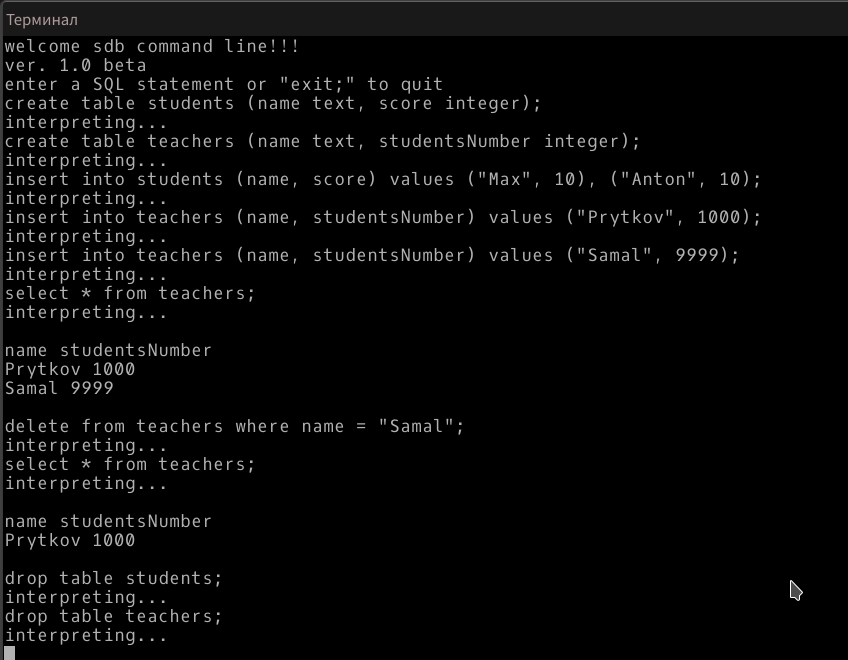 Терминал
welcome sdb command line!!!
ver. 1.0 beta
enter a SQL statement or "exit;" to quit
create table students (name text, score integer);
interpreting...
create table teachers (name text, studentsNumber integer);
interpreting...
insert into students (name, score) values ("Max", 10), ("Anton", 10);
interpreting...
insert into teachers (name, studentsNumber) values ("Prytkov", 1000);
interpreting...
insert into teachers (name, studentsNumber) values ("Samal", 9999);
interpreting...
select * from teachers;
interpreting...
name studentsNumber
Prytkov 1000
Samal 9999
delete from teachers where name = "Samal";
interpreting...
select * from teachers;
interpreting...
name studentsNumber
Prytkov 1000
drop table students;
interpreting...
drop table teachers;
interpreting...